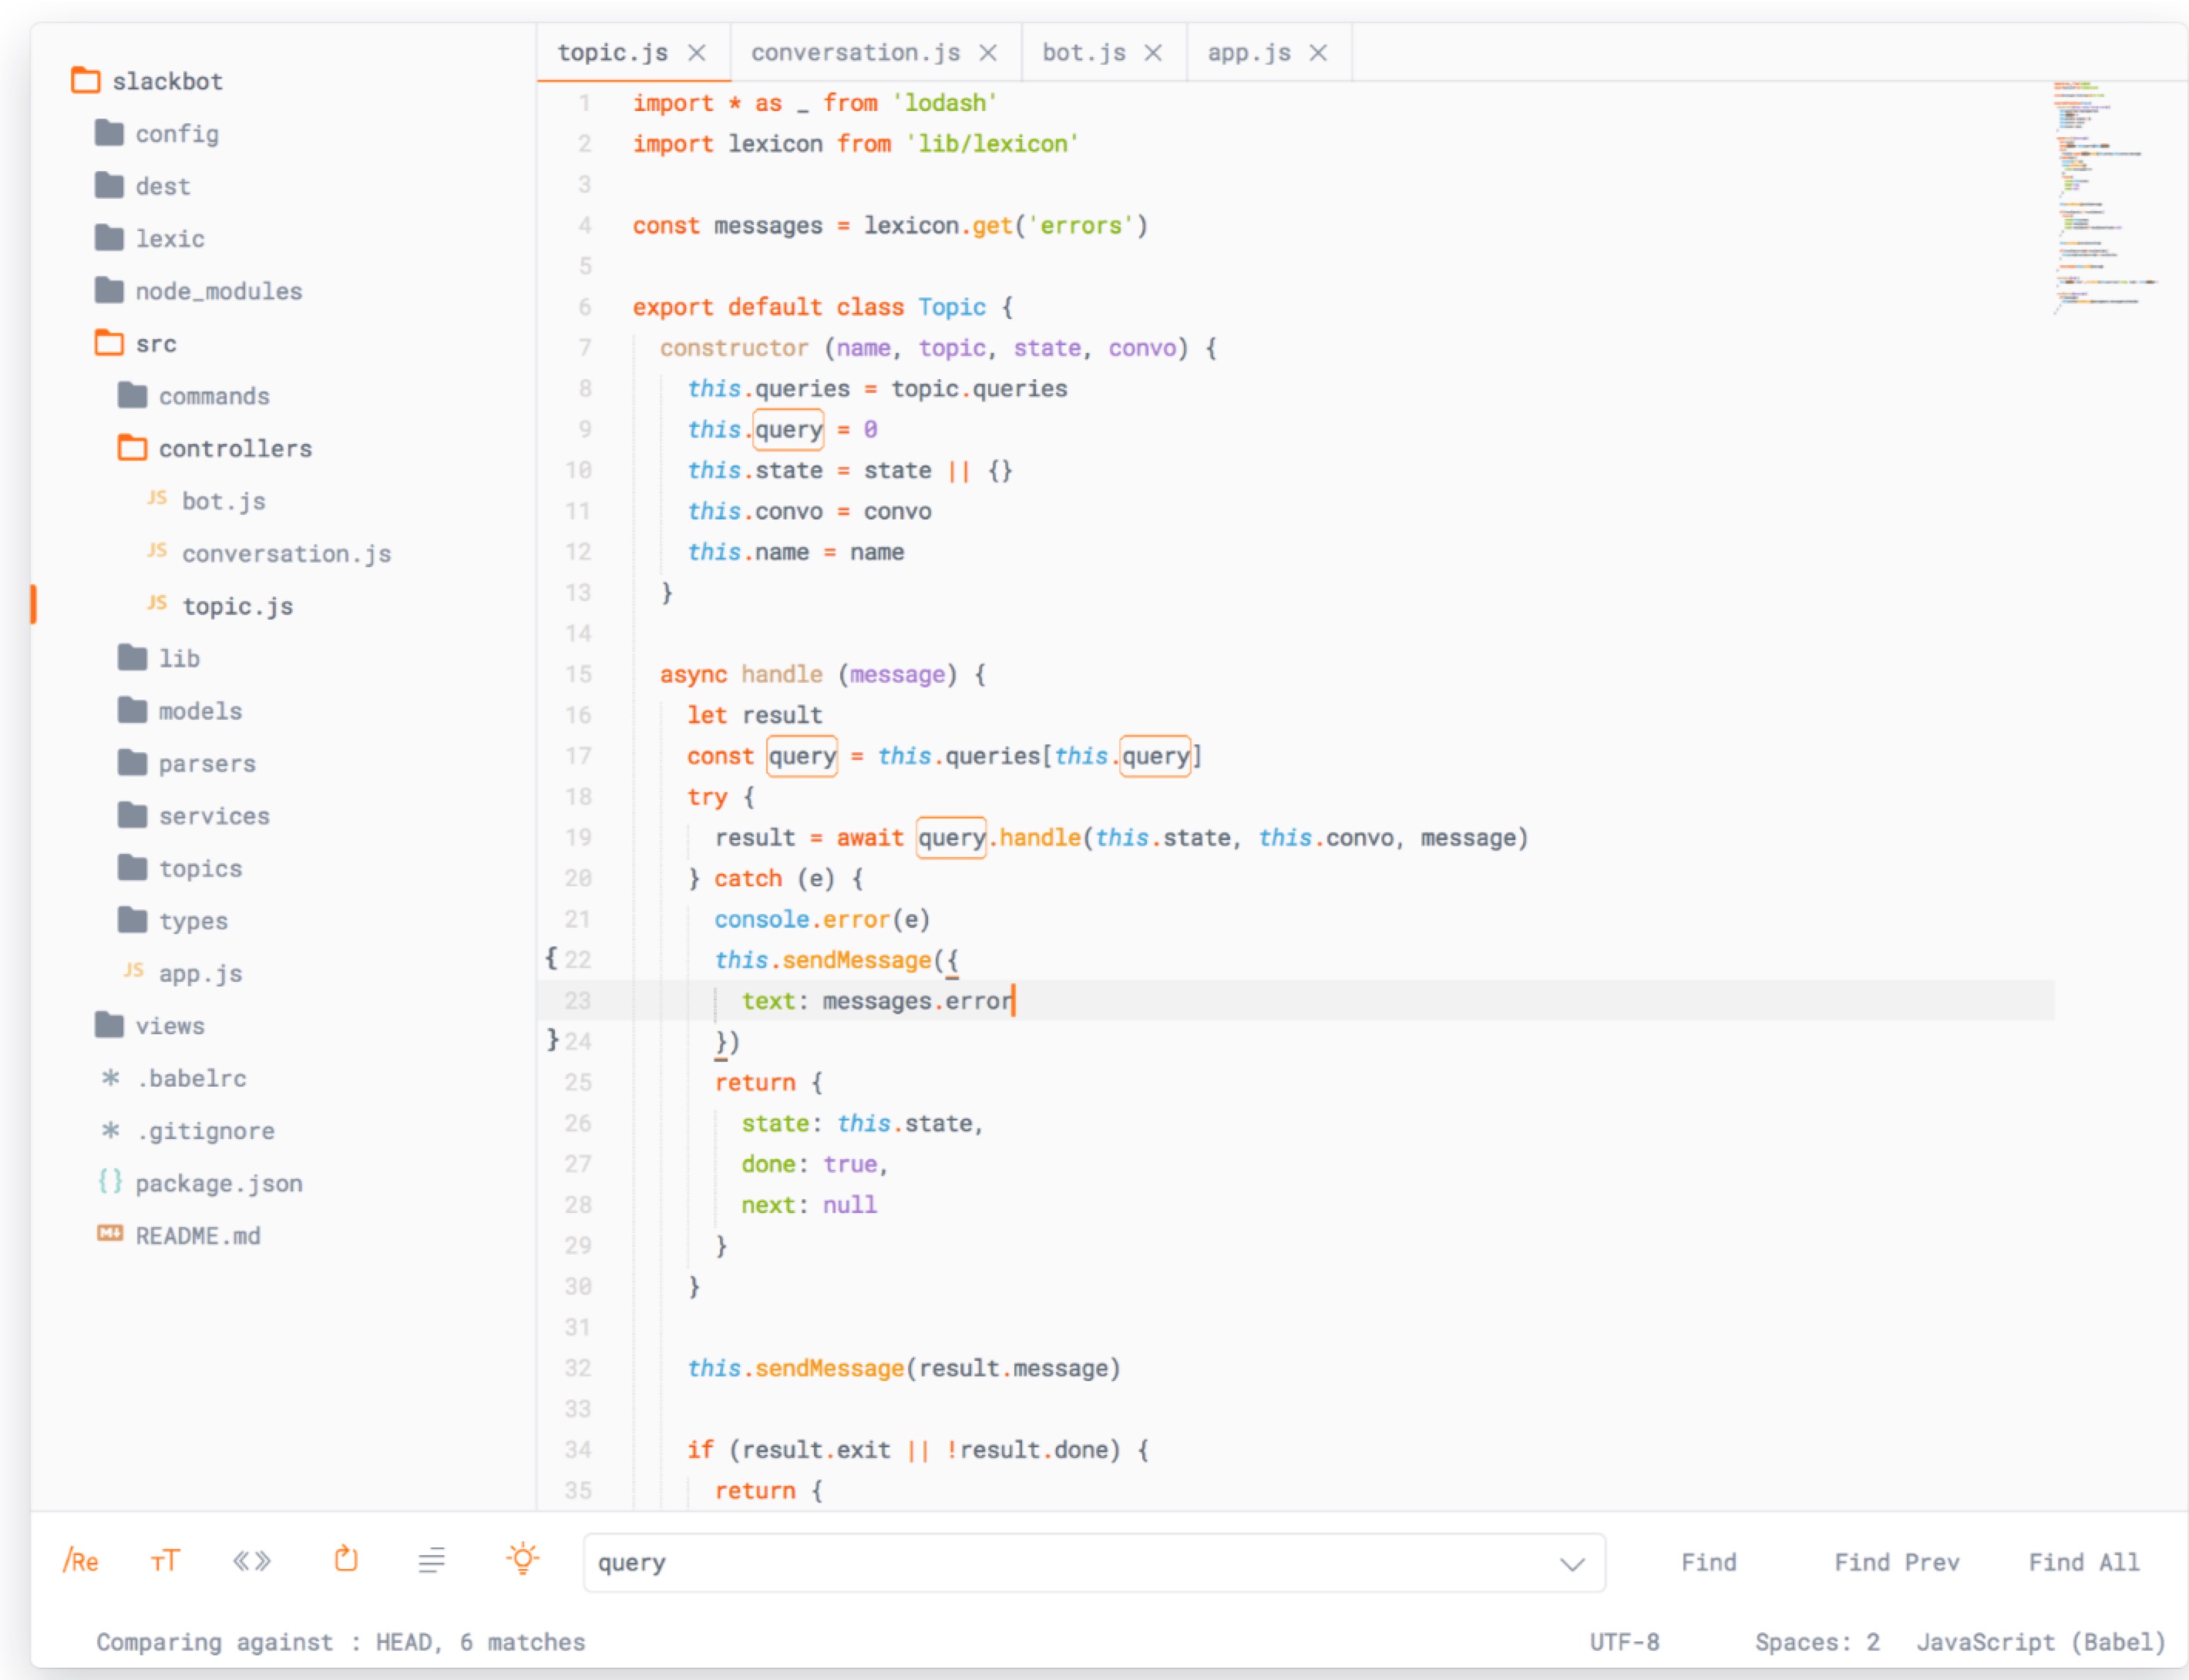 slackbot
config
dest
lexic
node_modules
src
commands
controllers
JS bot.js
JS conversation.js
JS topic.js
lib
models
parsers
services
topics
types
JS app.js
views
* .babelrc
* .gitignore
{} package.json
M↓ README.md
topic.js × conversation.js × bot.js × app.js ×
1 import * as _ from 'lodash'
2 import lexicon from 'lib/lexicon'
3
4 const messages = lexicon.get('errors')
5
6 export default class Topic {
7 constructor (name, topic, state, convo) {
8 this.queries = topic.queries
9 this.query = 0
10 this.state = state || {}
11 this.convo = convo
12 this.name = name
13 }
14
15 async handle (message) {
16 let result
17 const query = this.queries[this.query]
18 try {
19 result = await query.handle(this.state, this.convo, message)
20 } catch (e) {
21 console.error(e)
{ 22 this.sendMessage({
23 text: messages.error
} 24 })
25 return {
26 state: this.state,
27 done: true,
28 next: null
29 }
30 }
31
32 this.sendMessage(result.message)
33
34 if (result.exit || !result.done) {
35 return {
/Re TT «» query Find Find Prev Find All
Comparing against : HEAD, 6 matches UTF-8 Spaces: 2 JavaScript (Babel)